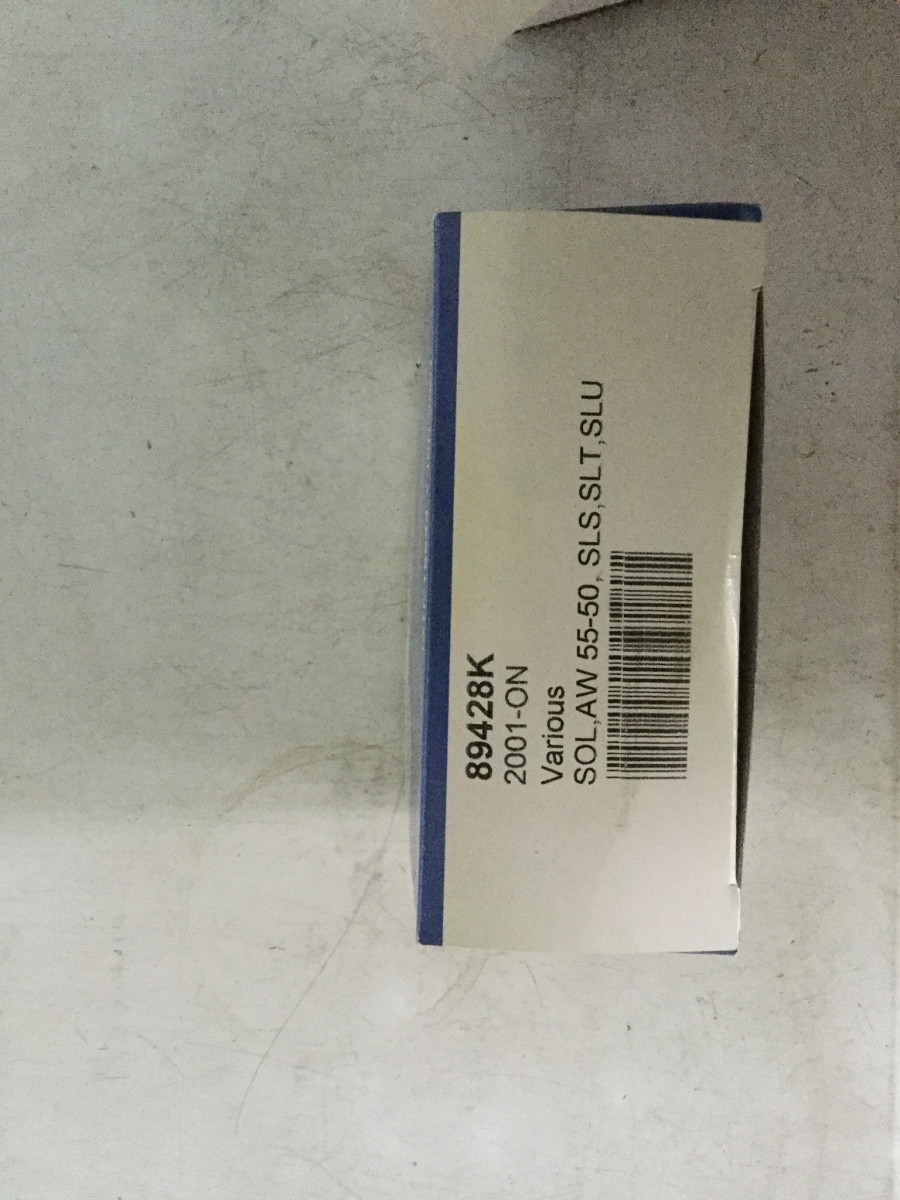 89428K
2001-ON
Various
SOL,AW 55-50, SLS,SLT,SLU